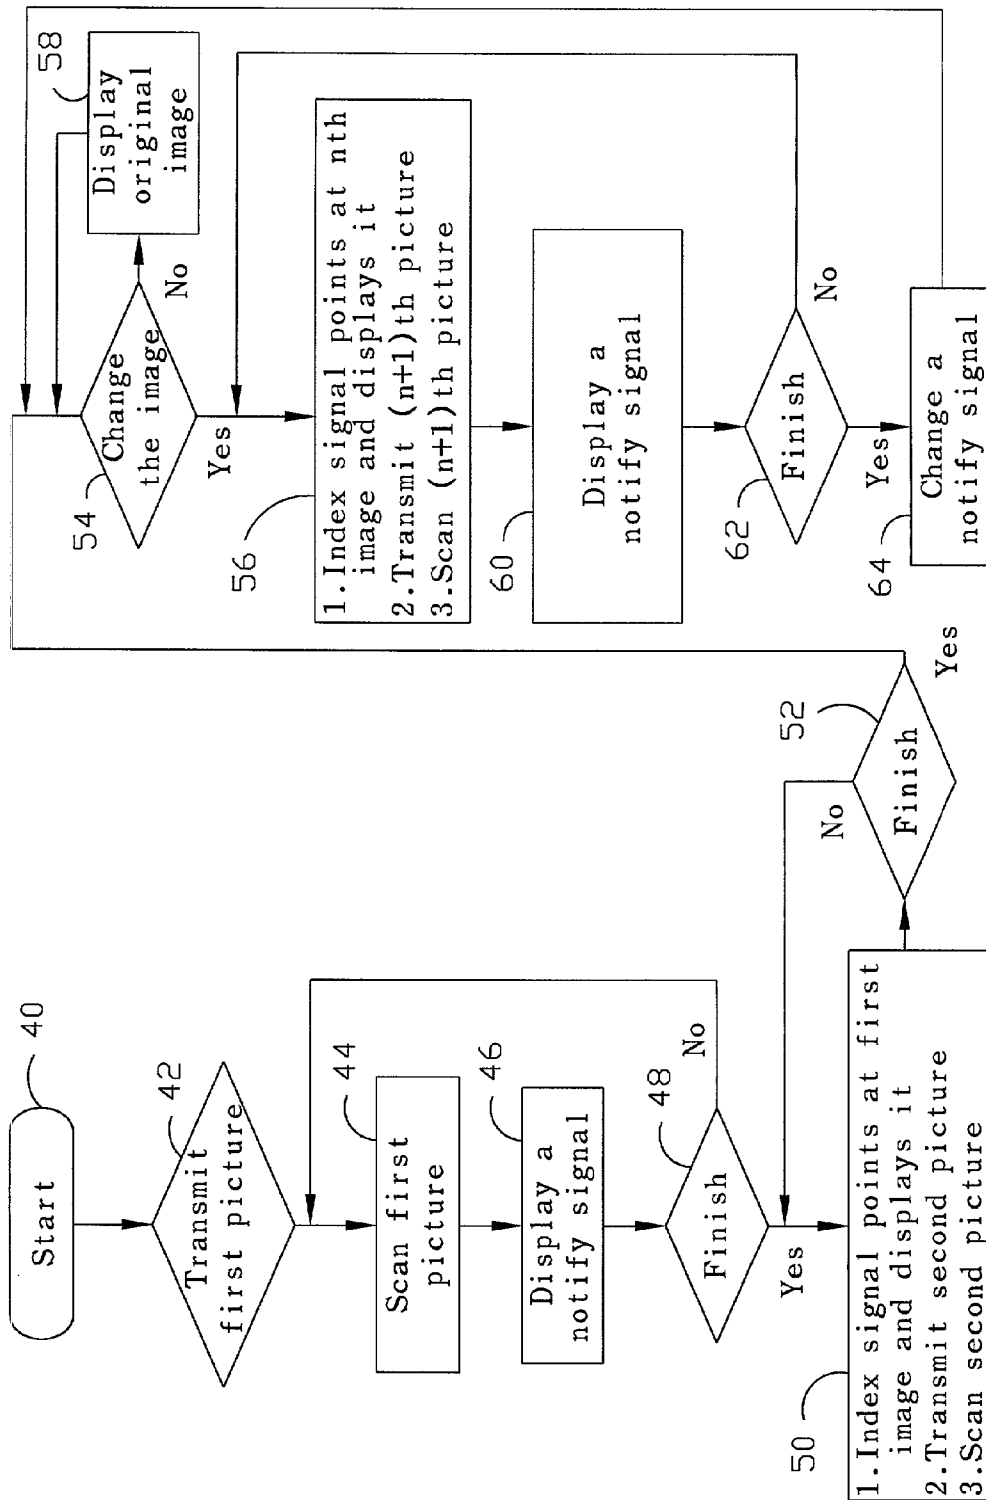 Start
40
Transmit
first picture
42
Scan first
picture
44
Display a
notify signal
46
Finish
48
No
Yes
1.Index signal points at first
image and displays it
2.Transmit second picture
3.Scan second picture
50
Finish
52
No
Yes
Change
the image
54
No
Yes
Display
original
image
58
1.Index signal points at nth
image and displays it
2.Transmit (n+1)th picture
3.Scan (n+1)th picture
56
Display a
notify signal
60
Finish
62
No
Yes
Change a
notify signal
64